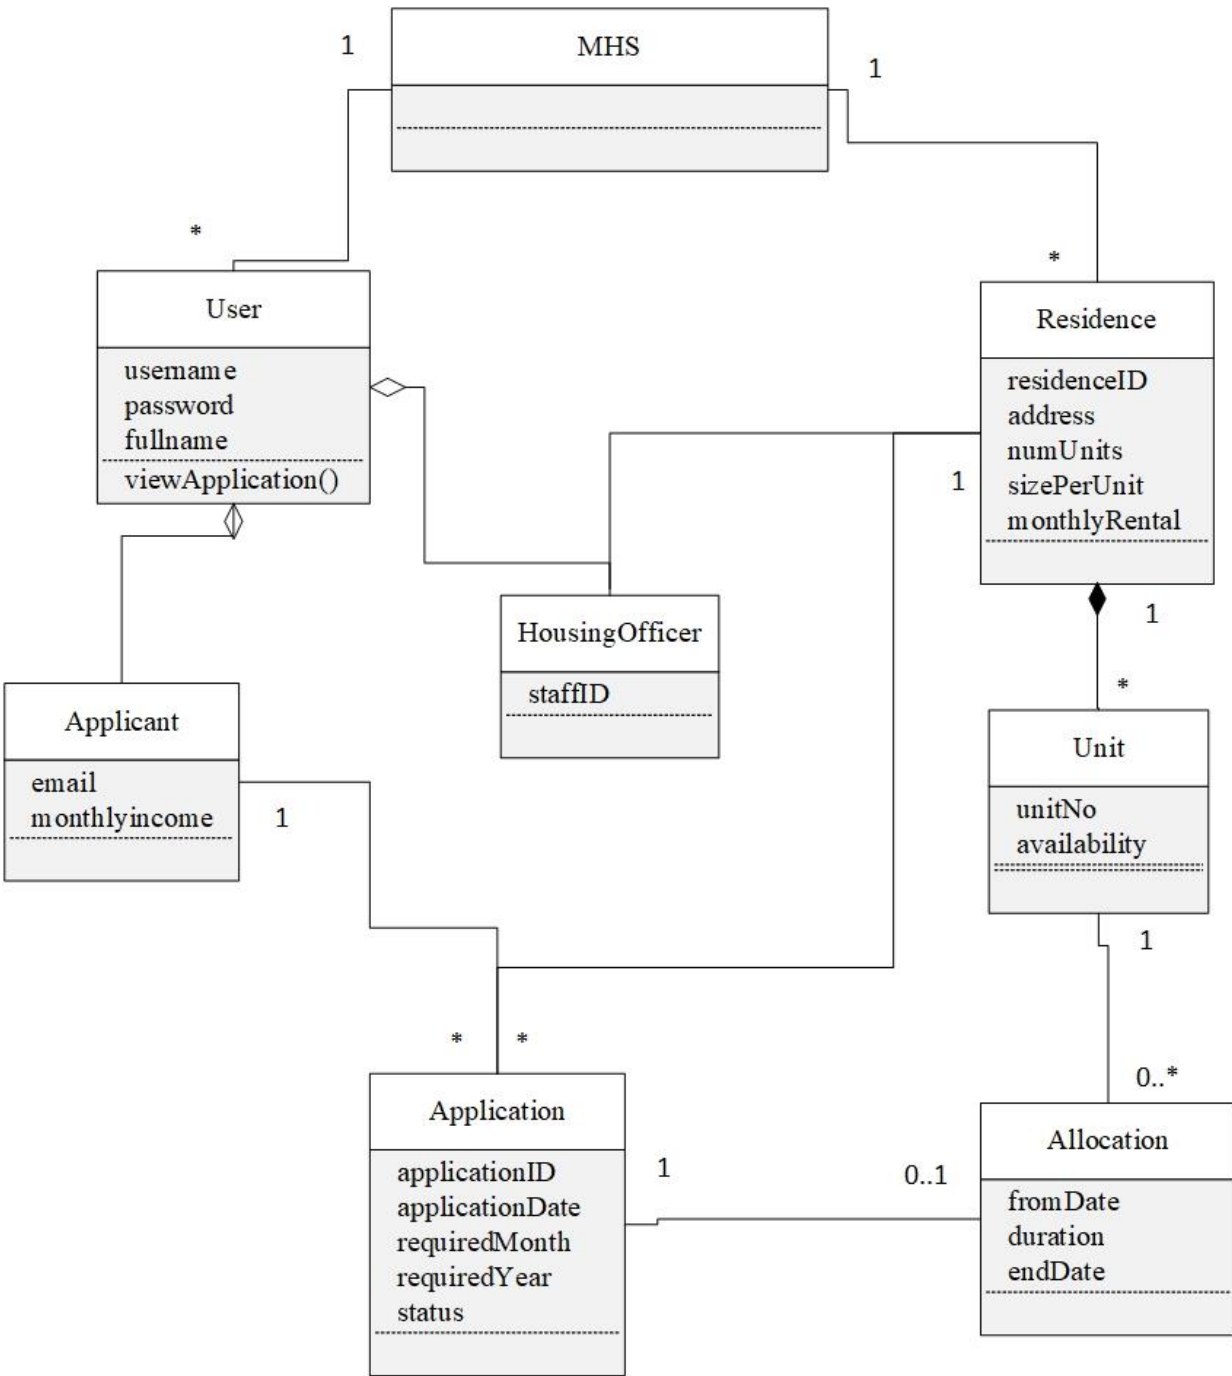 MHS
1
1
*
*
User
username
password
fullname
viewApplication()
Residence
residenceID
address
numUnits
sizePerUnit
monthlyRental
1
1
*
HousingOfficer
staffID
Applicant
email
monthlyincome
1
Unit
unitNo
availability
1
0..*
*
*
Application
applicationID
applicationDate
requiredMonth
requiredYear
status
1
0..1
Allocation
fromDate
duration
endDate